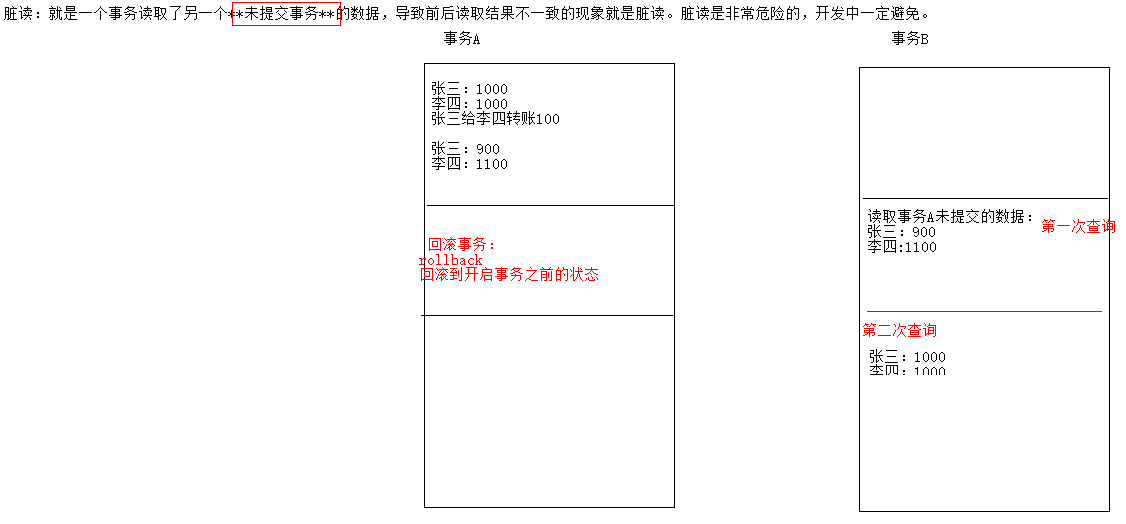 脏读：就是一个事务读取了另一个**未提交事务**的数据，导致前后读取结果不一致的现象就是脏读。脏读是非常危险的，开发中一定避免。
事务A
张三：1000
李四：1000
张三给李四转账100
张三：900
李四：1100
回滚事务：
rollback
回滚到开启事务之前的状态
事务B
读取事务A未提交的数据：
第一次查询
张三：900
李四:1100
第二次查询
张三：1000
李四：1000